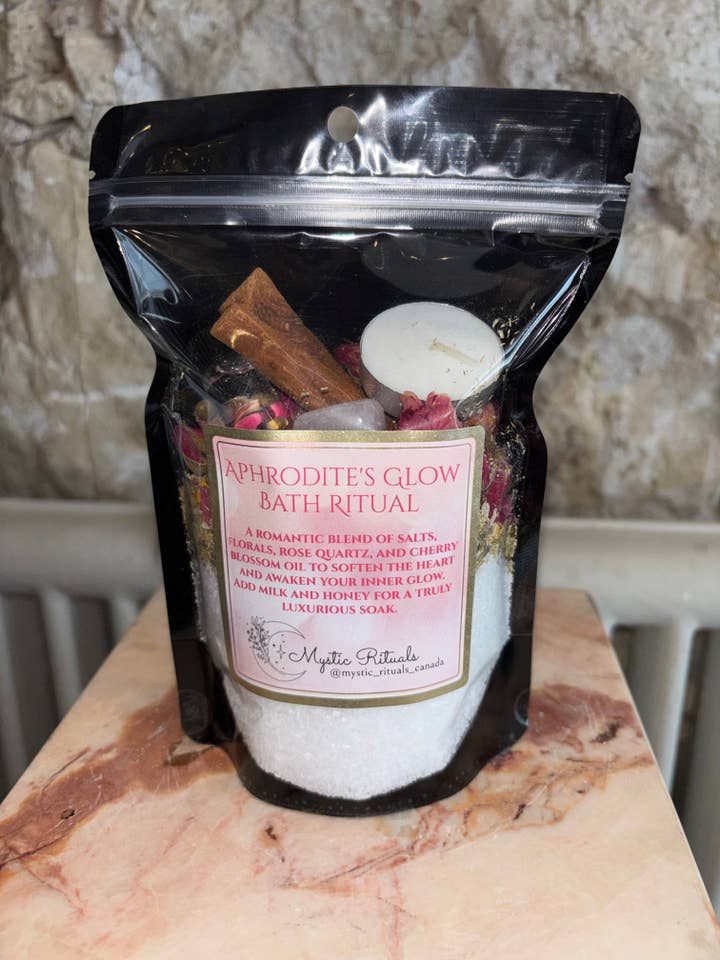 Aphrodite's Glow
Bath Ritual
A romantic blend of salts,
florals, rose quartz, and cherry
blossom oil to soften the heart
and awaken your inner glow.
Add milk and honey for a truly
luxurious soak.
Mystic Rituals
@mystic_rituals_canada